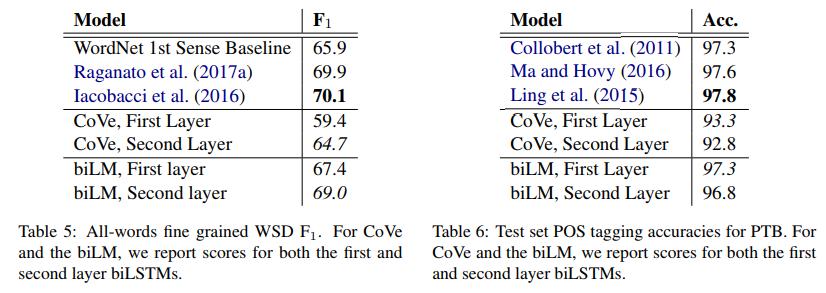 Model F1
WordNet 1st Sense Baseline 65.9
Raganato et al. (2017a) 69.9
Iacobacci et al. (2016) 70.1
CoVe, First Layer 59.4
CoVe, Second Layer 64.7
biLM, First layer 67.4
biLM, Second layer 69.0
Table 5: All-words fine grained WSD F1. For CoVe
and the biLM, we report scores for both the first and
second layer biLSTMs.
Model Acc.
Collobert et al. (2011) 97.3
Ma and Hovy (2016) 97.6
Ling et al. (2015) 97.8
CoVe, First Layer 93.3
CoVe, Second Layer 92.8
biLM, First Layer 97.3
biLM, Second Layer 96.8
Table 6: Test set POS tagging accuracies for PTB. For
CoVe and the biLM, we report scores for both the first
and second layer biLSTMs.